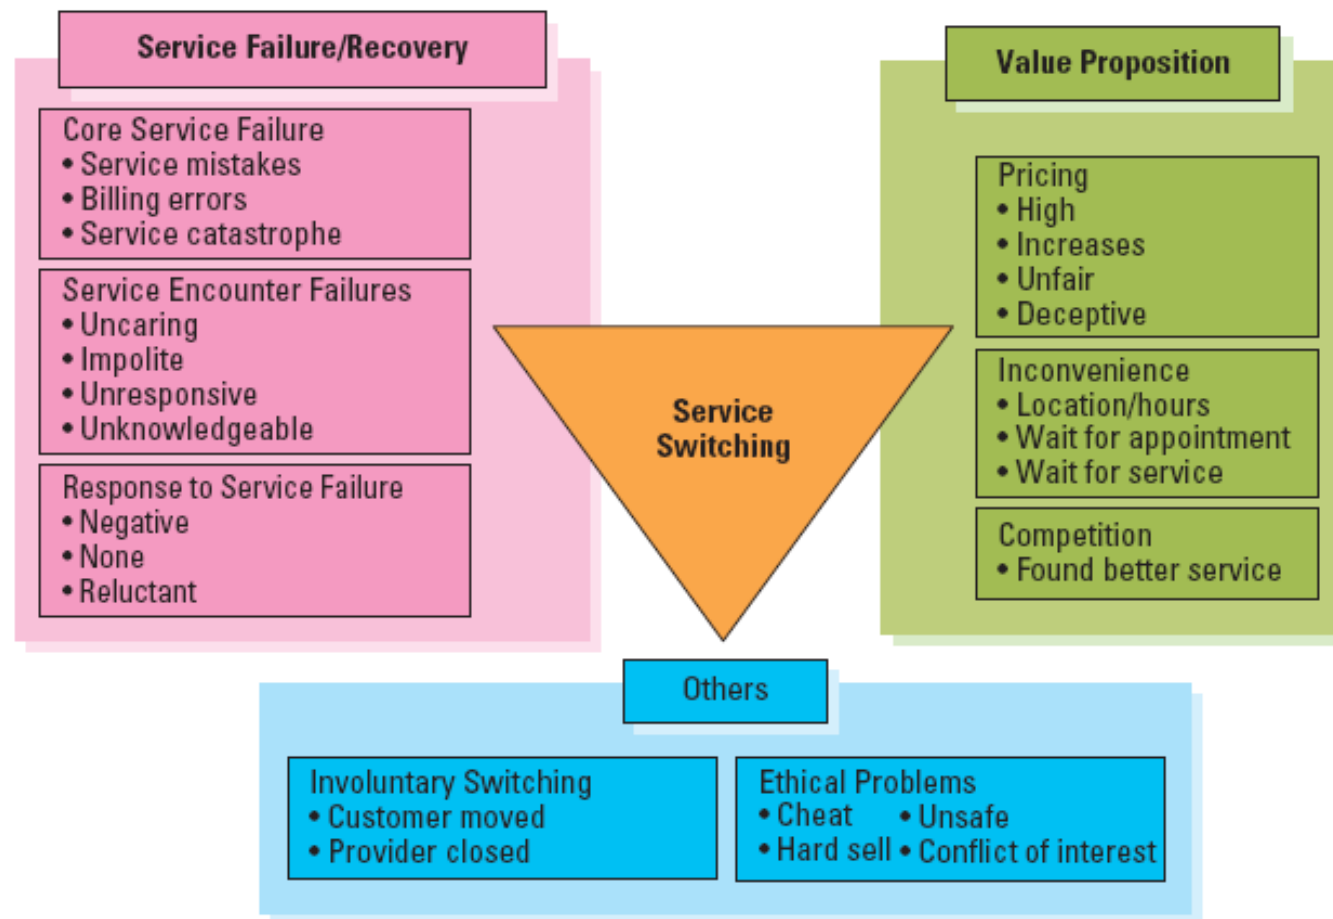 Service Failure/Recovery
Core Service Failure
• Service mistakes
• Billing errors
• Service catastrophe
Service Encounter Failures
• Uncaring
• Impolite
• Unresponsive
• Unknowledgeable
Response to Service Failure
• Negative
• None
• Reluctant
Service
Switching
Value Proposition
Pricing
• High
• Increases
• Unfair
• Deceptive
Inconvenience
• Location/hours
• Wait for appointment
• Wait for service
Competition
• Found better service
Others
Involuntary Switching
• Customer moved
• Provider closed
Ethical Problems
• Cheat • Unsafe
• Hard sell • Conflict of interest